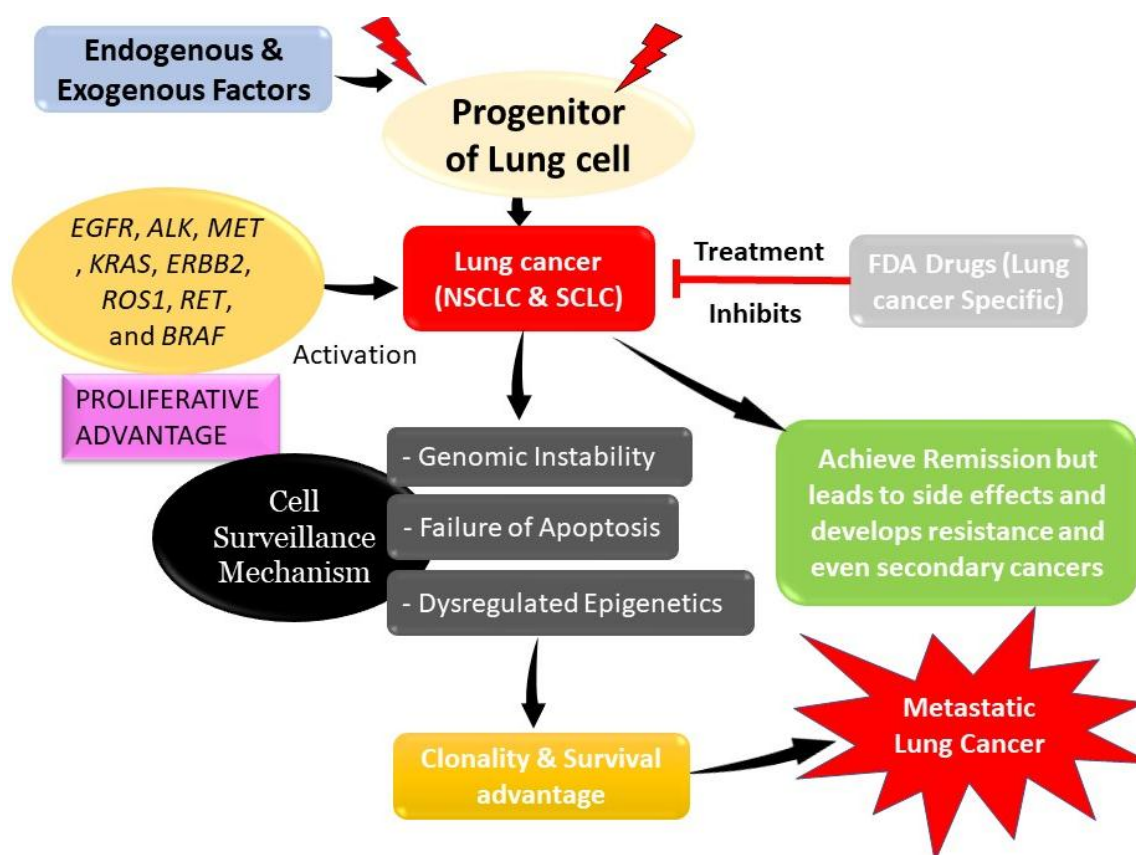 Endogenous &
Exogenous Factors
Progenitor
of Lung cell
EGFR, ALK, MET
, KRAS, ERBB2,
ROS1, RET,
and BRAF
Activation
Lung cancer
(NSCLC & SCLC)
Treatment
Inhibits
FDA Drugs (Lung
cancer Specific)
PROLIFERATIVE
ADVANTAGE
Cell
Surveillance
Mechanism
- Genomic Instability
- Failure of Apoptosis
- Dysregulated Epigenetics
Achieve Remission but
leads to side effects and
develops resistance and
even secondary cancers
Clonality & Survival
advantage
Metastatic
Lung Cancer